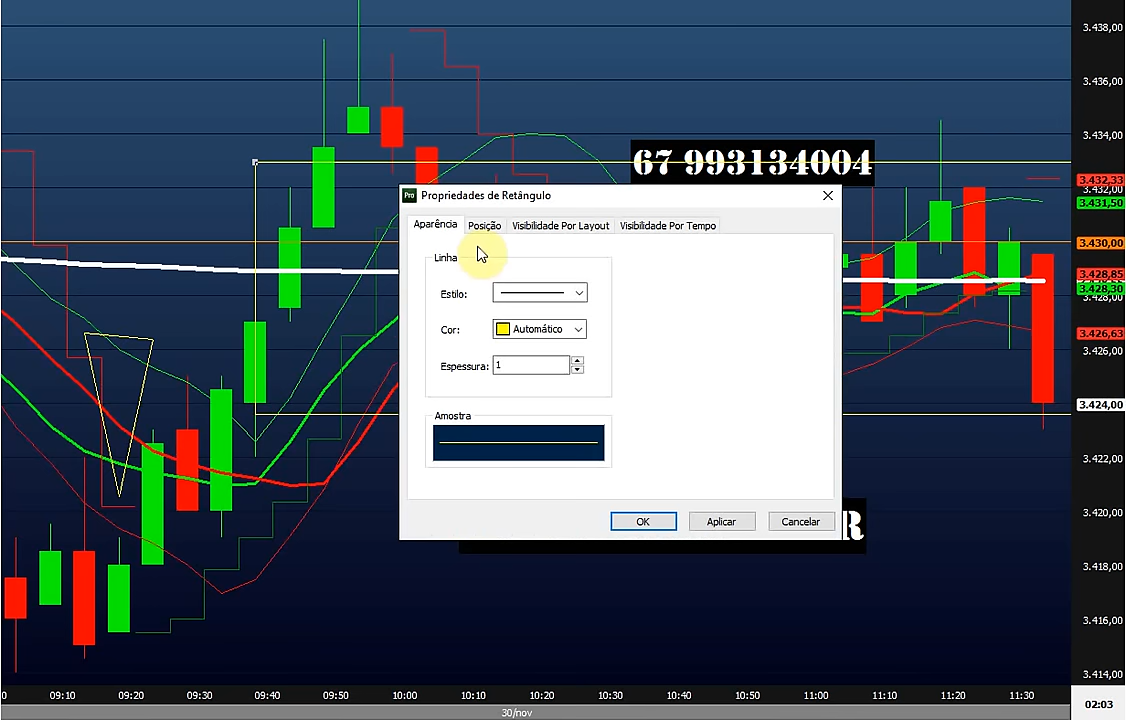 3.438,00
3.436,00
3.434,00
67 993134004
3.432,33
3.432,00
3.431,50
Pro Propriedades de Retângulo
Aparência Posição Visibilidade Por Layout Visibilidade Por Tempo
3.430,00
Linha
3.428,85
3.428,30
3.428,00
Estilo:
Cor: Automático
3.426,63
3.426,00
Espessura: 1
3.424,00
Amostra
3.422,00
3.420,00
OK Aplicar Cancelar
R
3.418,00
3.416,00
3.414,00
0 09:10 09:20 09:30 09:40 09:50 10:00 10:10 10:20 10:30 10:40 10:50 11:00 11:10 11:20 11:30
02:03
30/nov